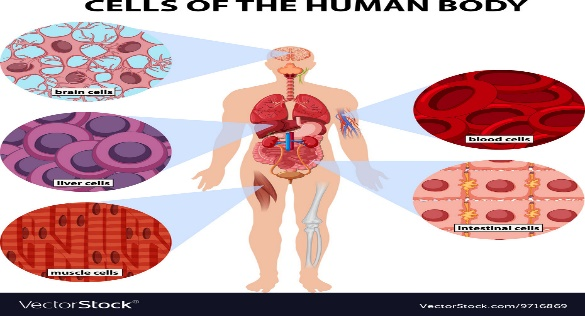 CELLS OF THE HUMAN BODY
brain cells
liver cells
muscle cells
blood cells
intestinal cells
VectorStock®
VectorStock.com/9716869